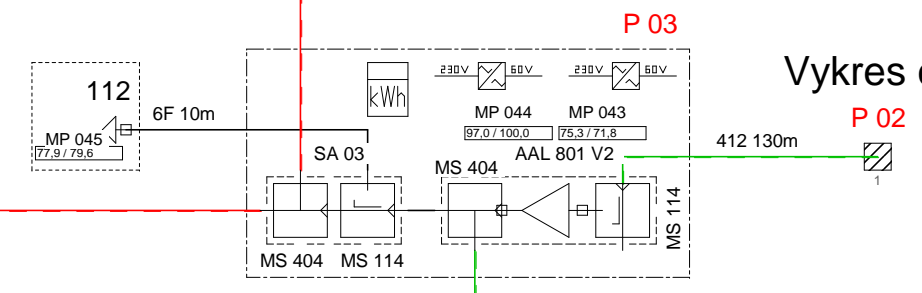 P 03
Vykres
P 02
112
6F 10m
MP 045
77,9 / 79,6
kWh
230V
60V
230V
60V
MP 044
MP 043
97,0 / 100,0
75,3 / 71,8
SA 03
AAL 801 V2
412 130m
1
MS 404
MS 114
MS 404
MS 114